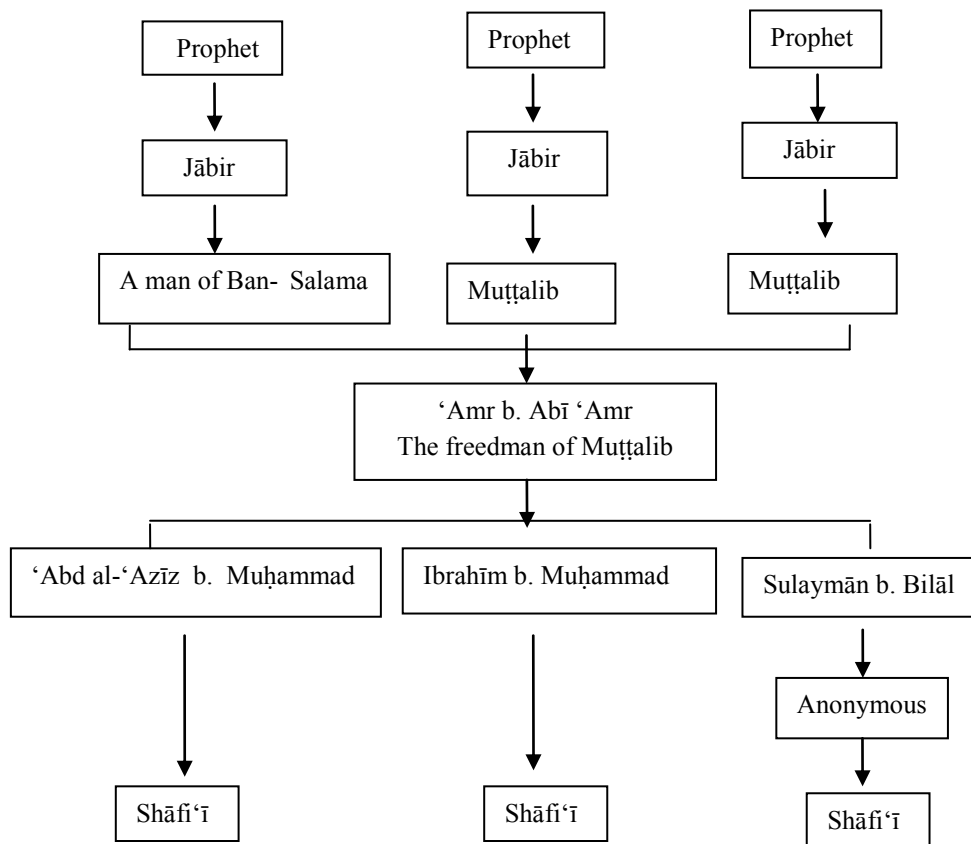 Prophet
Prophet
Prophet
Jābir
Jābir
Jābir
A man of Ban- Salama
Muṭṭalib
Muṭṭalib
‘Amr b. Abī ‘Amr
The freedman of Muṭṭalib
‘Abd al-‘Azīz b. Muḥammad
Ibrahīm b. Muḥammad
Sulaymān b. Bilāl
Anonymous
Shāfi‘ī
Shāfi‘ī
Shāfi‘ī